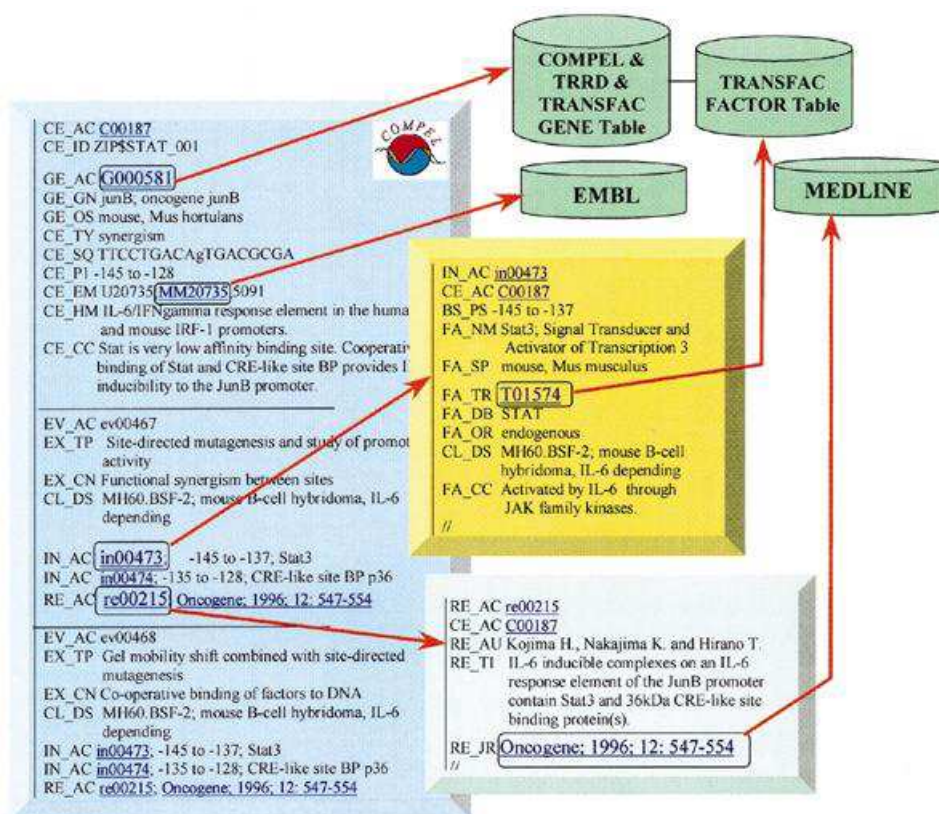 COMPEL &
TRRD &
TRANSFAC
GENE Table
TRANSFAC
FACTOR Table
EMBL
MEDLINE
COMPEL
CE_AC C00187
CE_ID ZIP$STAT_001
GE_AC G000581
GE_GN junB; oncogene junB
GE_OS mouse, Mus hortulans
CE_TY synergism
CE_SQ TTCCTGACAgTGACGCGA
CE_P1 -145 to -128
CE_EM U20735 MM20735 5091
CE_HM IL-6/IFNgamma response element in the huma
and mouse IRF-1 promoters.
CE_CC Stat is very low affinity binding site. Cooperativ
binding of Stat and CRE-like site BP provides I
inducibility to the JunB promoter.
EV_AC ev00467
EX_TP Site-directed mutagenesis and study of promot
activity
EX_CN Functional synergism between sites
CL_DS MH60.BSF-2; mouse B-cell hybridoma, IL-6
depending
IN_AC in00473; -145 to -137; Stat3
IN_AC in00474; -135 to -128; CRE-like site BP p36
RE_AC re00215; Oncogene; 1996; 12: 547-554
EV_AC ev00468
EX_TP Gel mobility shift combined with site-directed
mutagenesis
EX_CN Co-operative binding of factors to DNA
CL_DS MH60.BSF-2; mouse B-cell hybridoma, IL-6
depending
IN_AC in00473; -145 to -137; Stat3
IN_AC in00474; -135 to -128; CRE-like site BP p36
RE_AC re00215; Oncogene; 1996; 12: 547-554
IN_AC in00473
CE_AC C00187
BS_PS -145 to -137
FA_NM Stat3; Signal Transducer and
Activator of Transcription 3
FA_SP mouse, Mus musculus
FA_TR T01574
FA_DB STAT
FA_OR endogenous
CL_DS MH60.BSF-2; mouse B-cell
hybridoma, IL-6 depending
FA_CC Activated by IL-6 through
JAK family kinases.
//
RE_AC re00215
CE_AC C00187
RE_AU Kojima H., Nakajima K. and Hirano T.
RE_TI IL-6 inducible complexes on an IL-6
response element of the JunB promoter
contain Stat3 and 36kDa CRE-like site
binding protein(s).
RE_JR Oncogene; 1996; 12: 547-554
//